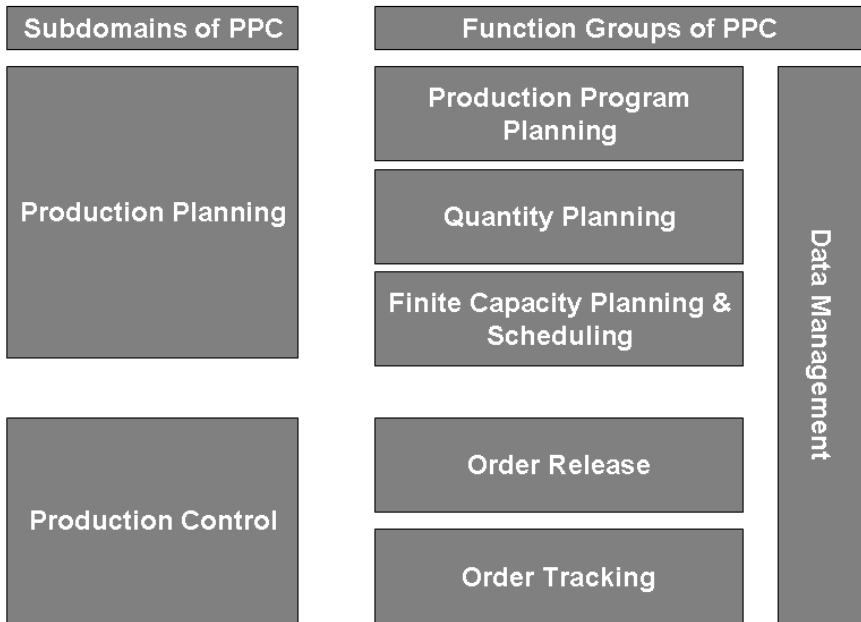 Subdomains of PPC
Function Groups of PPC
Production Planning
Production Program
Planning
Quantity Planning
Finite Capacity Planning &
Scheduling
Data Management
Production Control
Order Release
Order Tracking